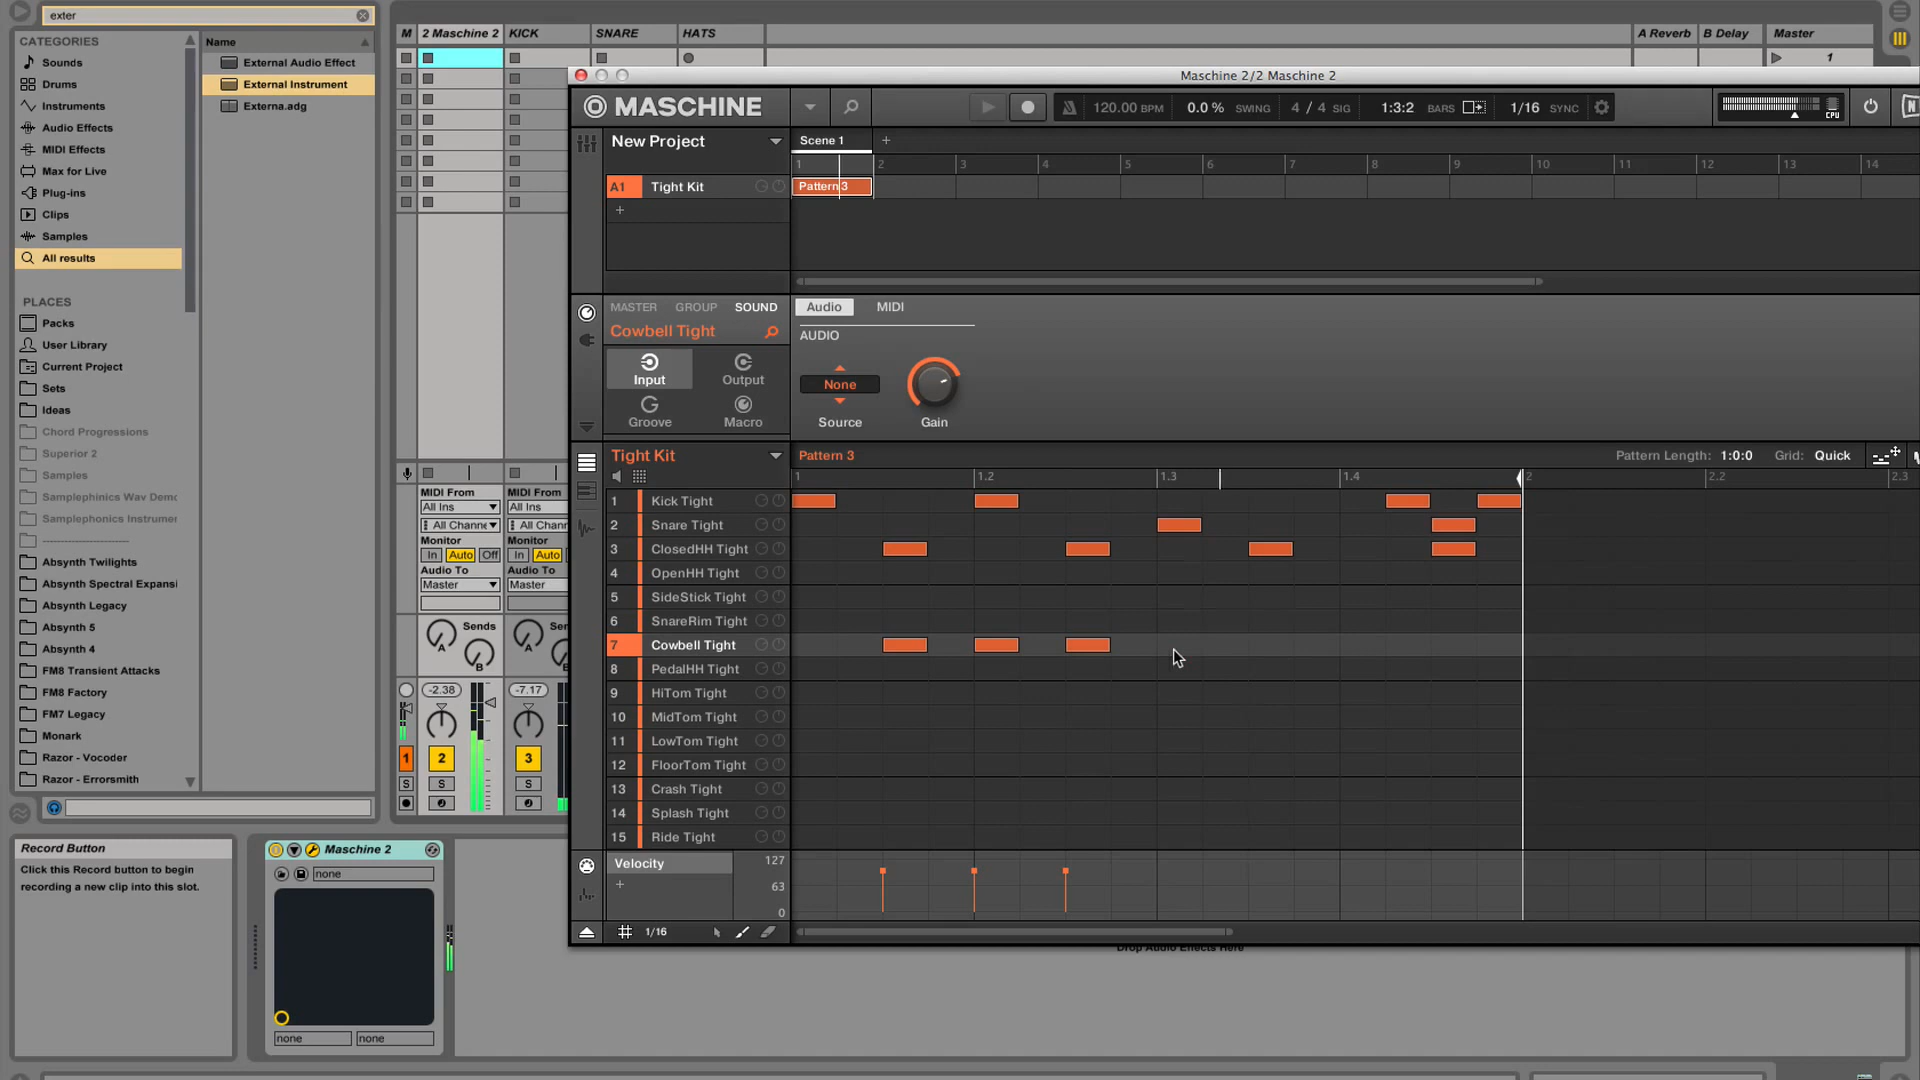 exter
CATEGORIES
Sounds
Drums
Instruments
Audio Effects
MIDI Effects
Max for Live
Plug-ins
Clips
Samples
All results
PLACES
Packs
User Library
Current Project
Sets
Ideas
Chord Progressions
Superior 2
Samples
Samplephinics Wav Demo
Samplephonics Instrumer
Absynth Twilights
Absynth Spectral Expansi
Absynth Legacy
Absynth 5
Absynth 4
FM8 Transient Attacks
FM8 Factory
FM7 Legacy
Monark
Razor - Vocoder
Razor - Errorsmith
Name
External Audio Effect
External Instrument
Externa.adg
M 2 Maschine 2 KICK SNARE HATS A Reverb B Delay Master
1
MIDI From MIDI From
All Ins All Ins
All Channe All Chann
Monitor Monitor
In Auto Off In Auto
Audio To Audio To
Master Master
Sends Ser
A B A B
-2.38 -7.17
1 2 3
S S S
Maschine 2/2 Maschine 2
MASCHINE 120.00 BPM 0.0 % SWING 4 / 4 SIG 1:3:2 BARS 1/16 SYNC CPU
New Project Scene 1 +
1 2 3 4 5 6 7 8 9 10 11 12 13 14
A1 Tight Kit Pattern 3
+
MASTER GROUP SOUND Audio MIDI
Cowbell Tight AUDIO
Input Output None
Groove Macro Source Gain
Tight Kit Pattern 3 Pattern Length: 1:0:0 Grid: Quick
1 1.2 1.3 1.4 2 2.2 2.3
1 Kick Tight
2 Snare Tight
3 ClosedHH Tight
4 OpenHH Tight
5 SideStick Tight
6 SnareRim Tight
7 Cowbell Tight
8 PedalHH Tight
9 HiTom Tight
10 MidTom Tight
11 LowTom Tight
12 FloorTom Tight
13 Crash Tight
14 Splash Tight
15 Ride Tight
Velocity 127
+ 63
0
1/16
Record Button
Click this Record button to begin
recording a new clip into this slot.
Maschine 2
none
none none
Drop Audio Effects Here